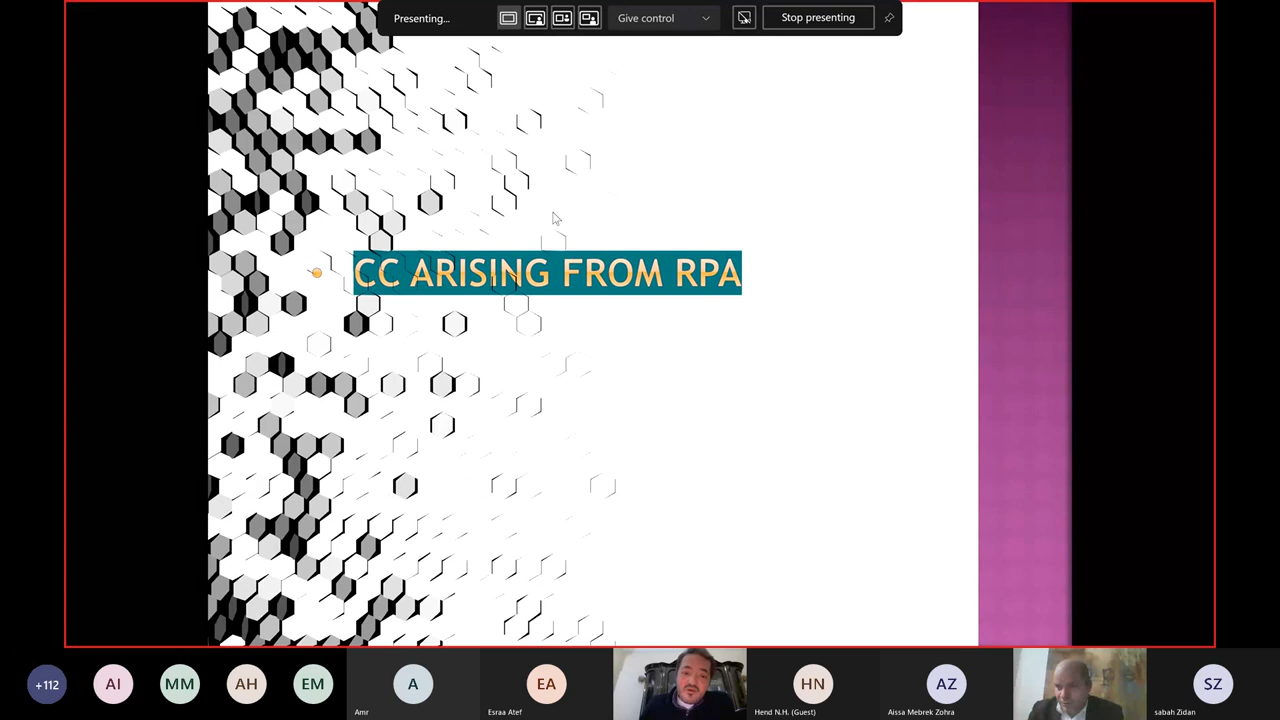 Presenting...
Give control
Stop presenting
CC ARISING FROM RPA
+112
AI
MM
AH
EM
A
Amr
EA
Esraa Atef
HN
Hend N.H. (Guest)
AZ
Aissa Mebrek Zohra
SZ
sabah Zidan